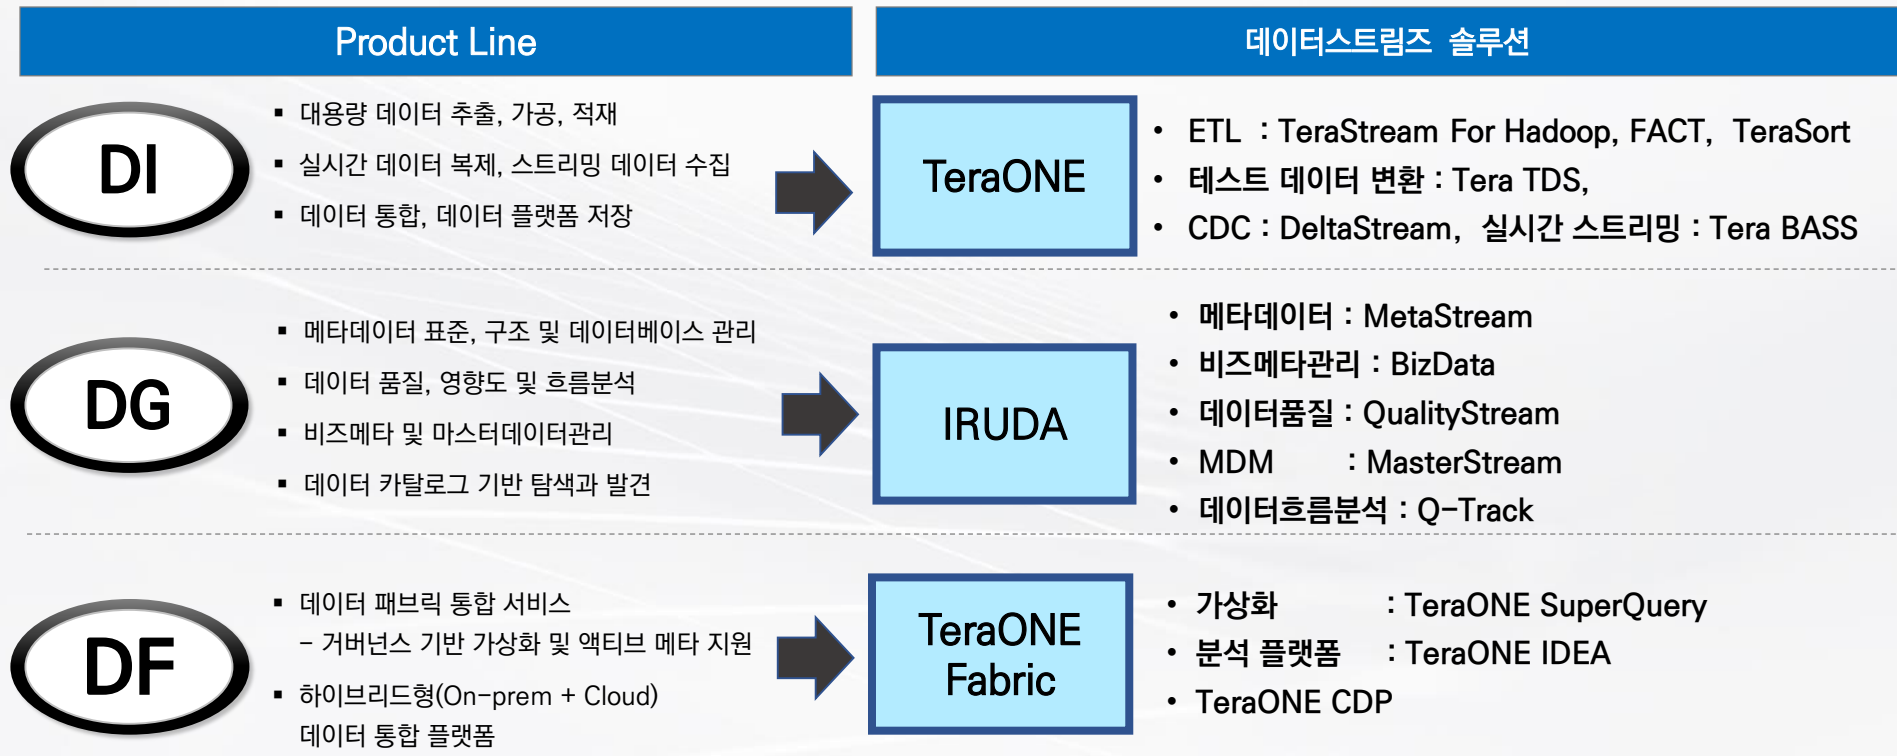 Product Line
데이터스트림즈 솔루션
DI
▪ 대용량 데이터 추출, 가공, 적재
▪ 실시간 데이터 복제, 스트리밍 데이터 수집
▪ 데이터 통합, 데이터 플랫폼 저장
TeraONE
• ETL : TeraStream For Hadoop, FACT, TeraSort
• 테스트 데이터 변환 : Tera TDS,
• CDC : DeltaStream, 실시간 스트리밍 : Tera BASS
DG
▪ 메타데이터 표준, 구조 및 데이터베이스 관리
▪ 데이터 품질, 영향도 및 흐름분석
▪ 비즈메타 및 마스터데이터관리
▪ 데이터 카탈로그 기반 탐색과 발견
IRUDA
• 메타데이터 : MetaStream
• 비즈메타관리 : BizData
• 데이터품질 : QualityStream
• MDM : MasterStream
• 데이터흐름분석 : Q-Track
DF
▪ 데이터 패브릭 통합 서비스
- 거버넌스 기반 가상화 및 액티브 메타 지원
▪ 하이브리드형(On-prem + Cloud)
데이터 통합 플랫폼
TeraONE
Fabric
• 가상화 : TeraONE SuperQuery
• 분석 플랫폼 : TeraONE IDEA
• TeraONE CDP